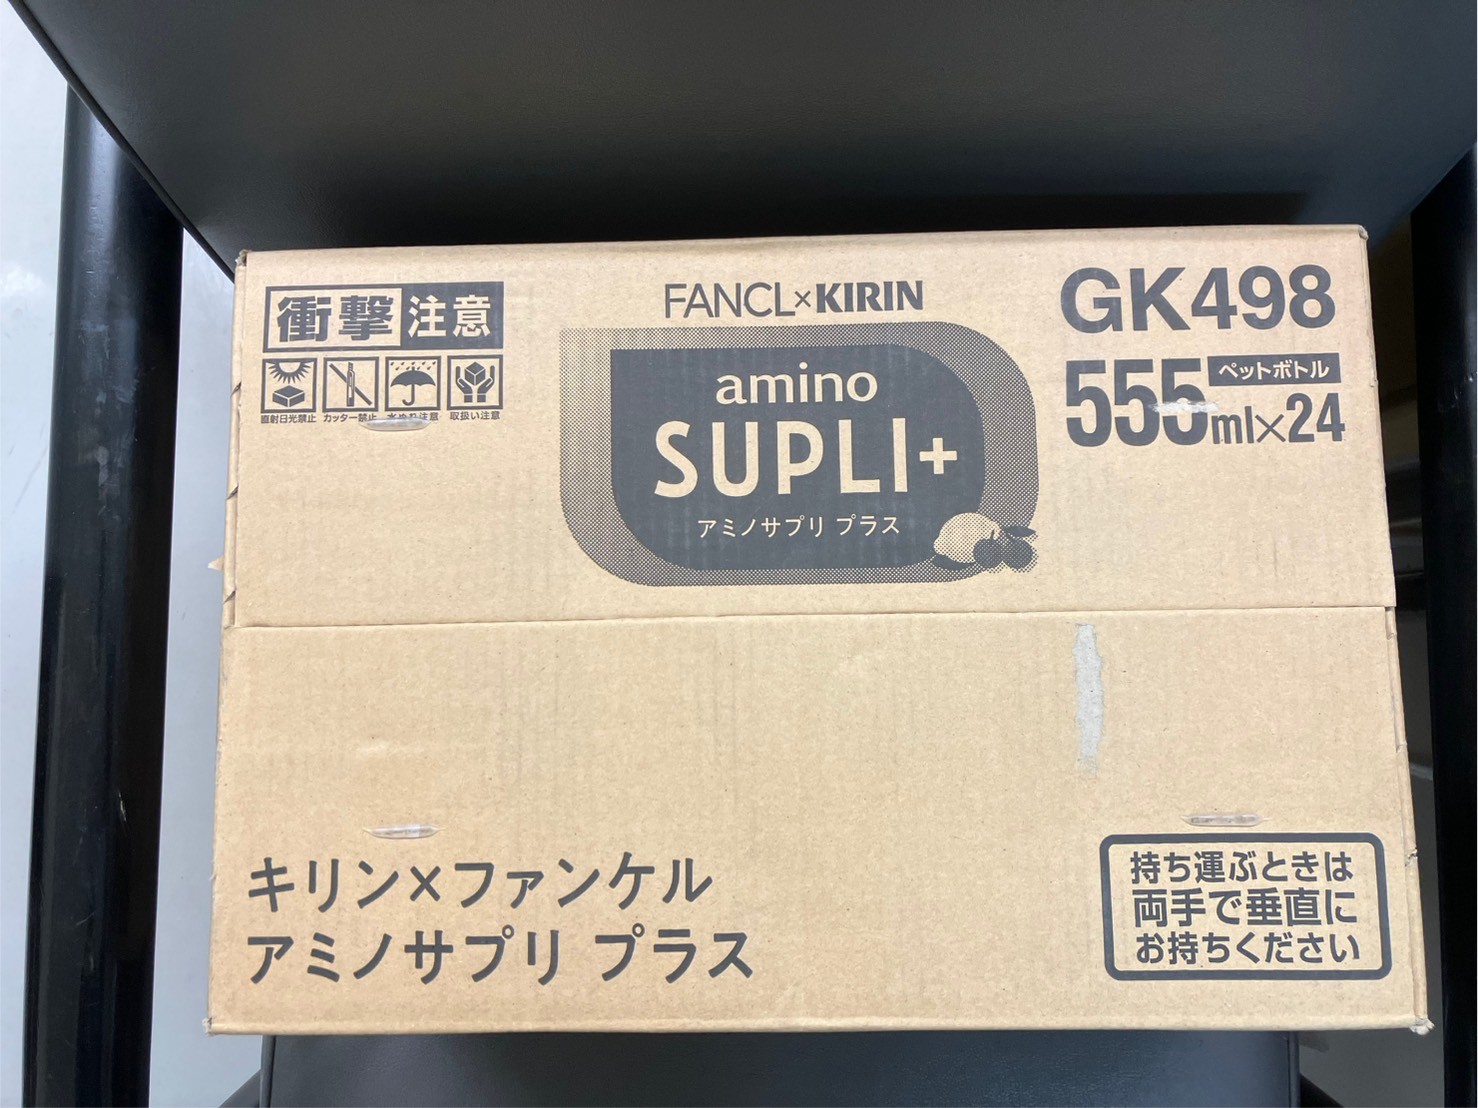 衝撃注意
直射日光禁止 カッター禁止 水ぬれ注意 取扱い注意
FANCL×KIRIN
amino
SUPLI+
アミノサプリ プラス
GK498
555ml×24
ペットボトル
キリン×ファンケル
アミノサプリ プラス
持ち運ぶときは
両手で垂直に
お持ちください